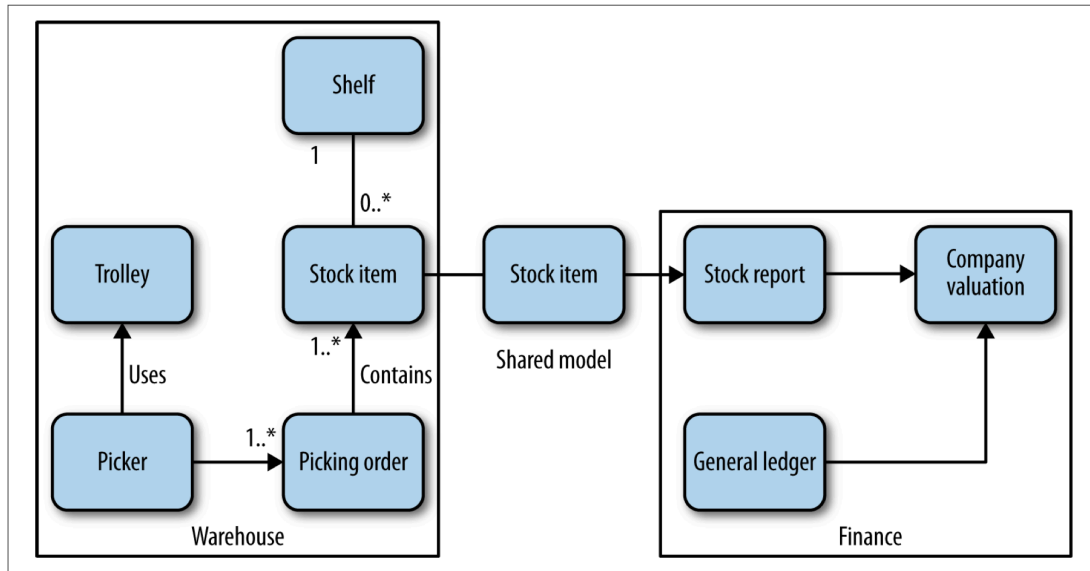 Shelf
1
0..*
Trolley
Stock item
Stock item
Stock report
Company
valuation
1..*
Uses
Contains
Shared model
1..*
Picker
Picking order
General ledger
Warehouse
Finance